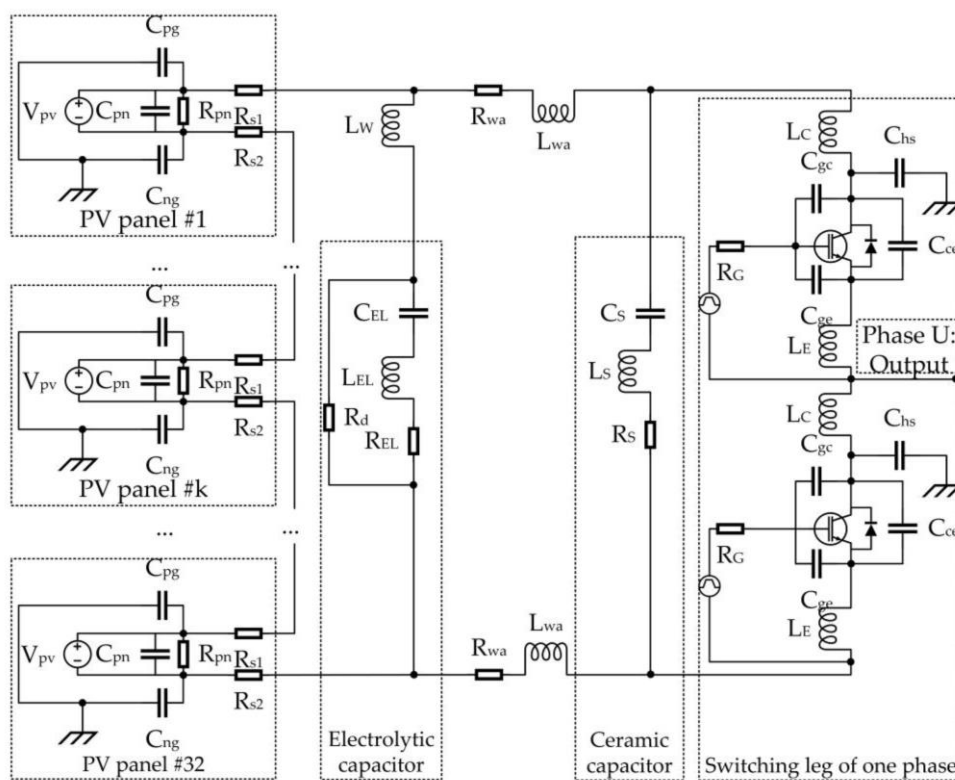 Cpg
Vpv
Cpn
Rpn
Rs1
Rs2
Cng
PV panel #1
...
...
Cpg
Vpv
Cpn
Rpn
Rs1
Rs2
Cng
PV panel #k
...
...
Cpg
Vpv
Cpn
Rpn
Rs1
Rs2
Cng
PV panel #32
LW
Rwa
Lwa
CEL
LEL
Rd
REL
Electrolytic
capacitor
Rwa
Lwa
CS
LS
RS
Ceramic
capacitor
LC
Chs
Cgc
RG
Cce
Cge
LE
Phase U:
Output
LC
Chs
Cgc
RG
Cce
Cge
LE
Switching leg of one phase